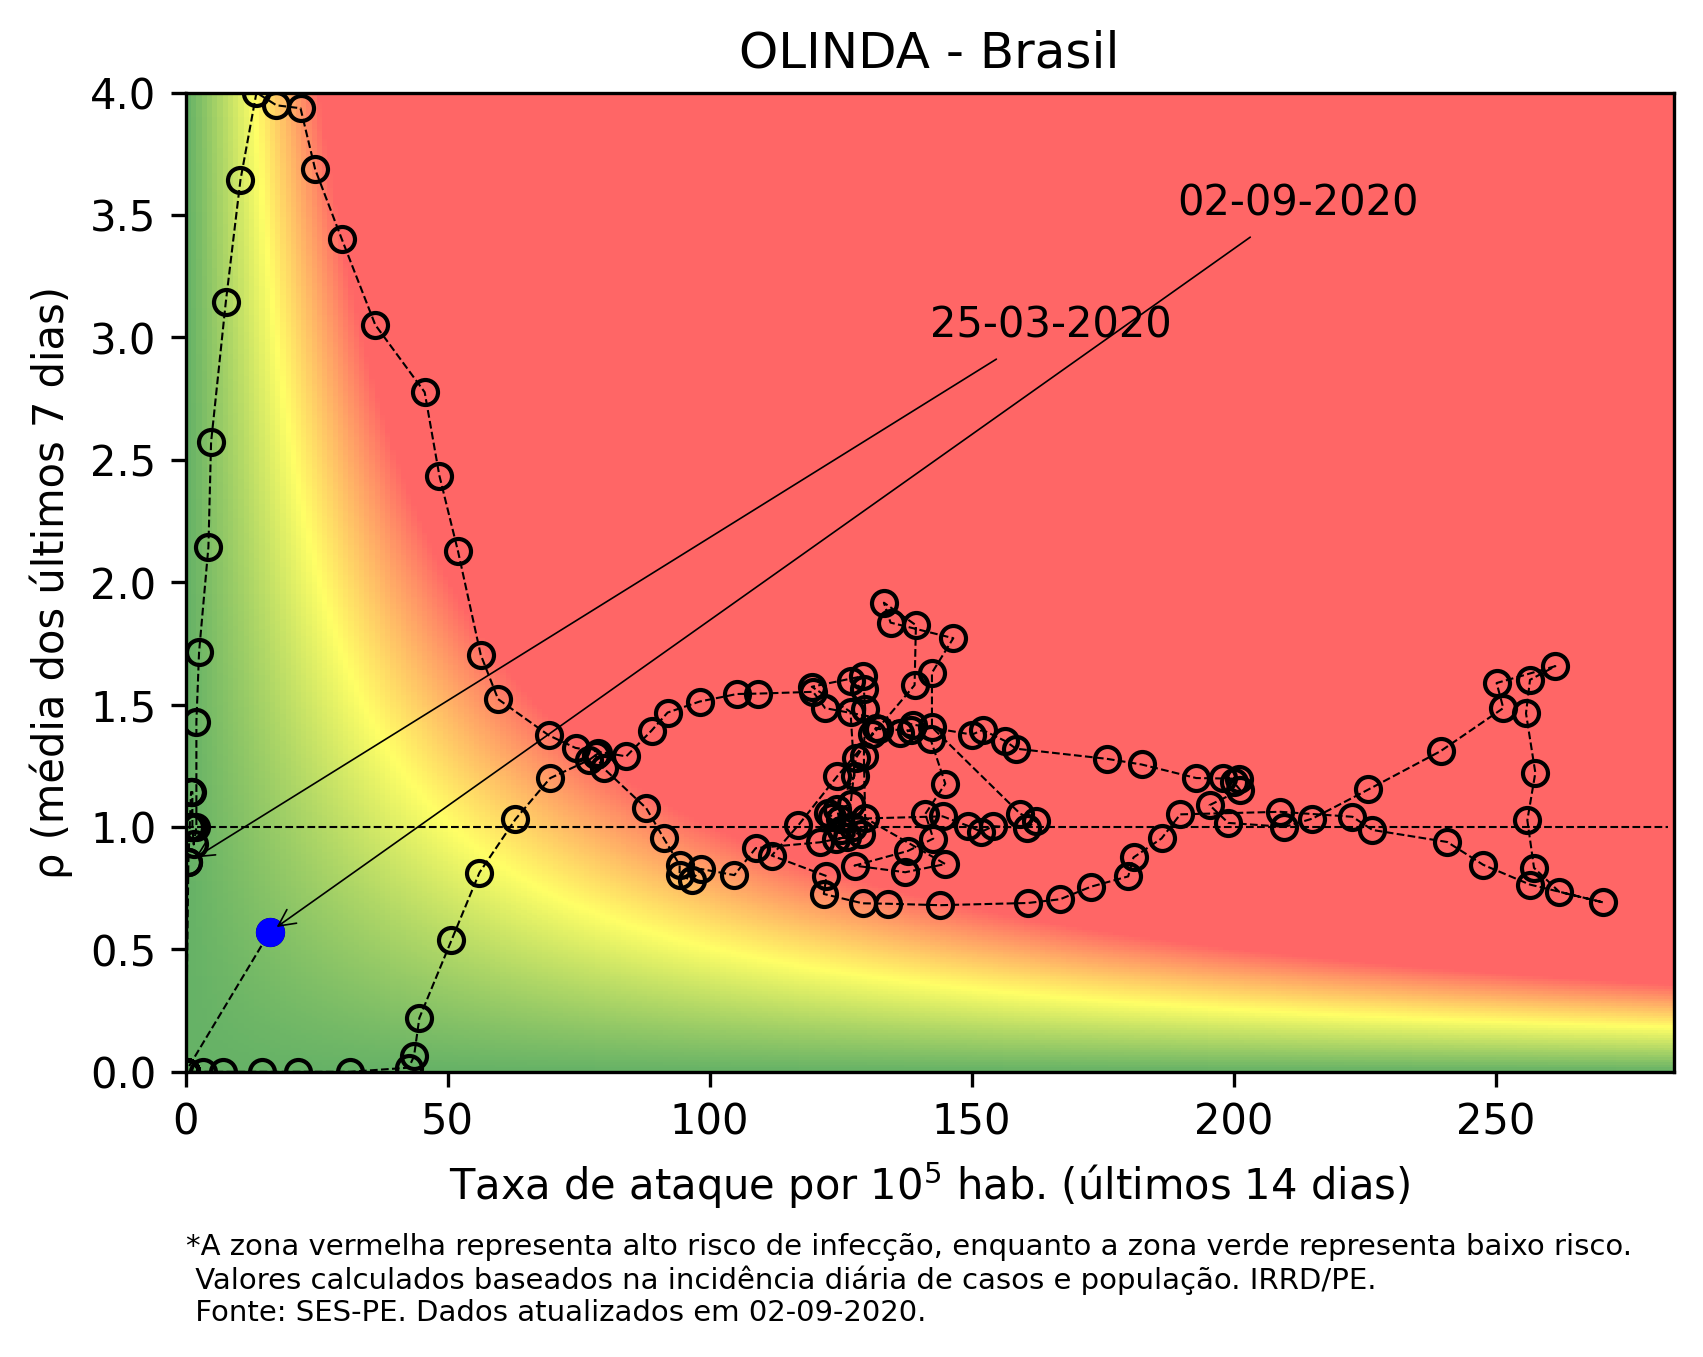 OLINDA - Brasil
4.0
3.5
3.0
2.5
2.0
1.5
1.0
0.5
0.0
ρ (média dos últimos 7 dias)
02-09-2020
25-03-2020
0 50 100 150 200 250
Taxa de ataque por 10⁵ hab. (últimos 14 dias)
*A zona vermelha representa alto risco de infecção, enquanto a zona verde representa baixo risco.
Valores calculados baseados na incidência diária de casos e população. IRRD/PE.
Fonte: SES-PE. Dados atualizados em 02-09-2020.